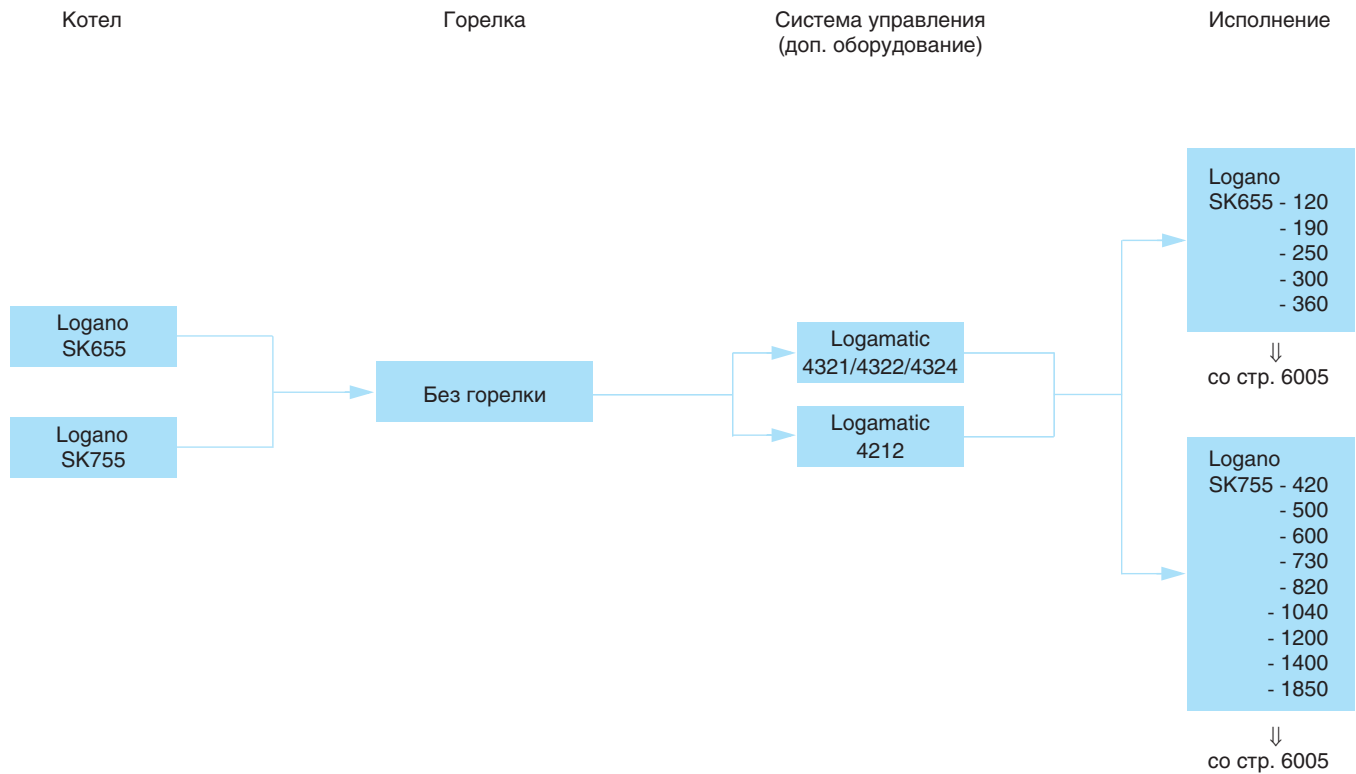 Котел
Горелка
Система управления
(доп. оборудование)
Исполнение
Logano
SK655
Logano
SK755
Без горелки
Logamatic
4321/4322/4324
Logamatic
4212
Logano
SK655 - 120
- 190
- 250
- 300
- 360
⇓
со стр. 6005
Logano
SK755 - 420
- 500
- 600
- 730
- 820
- 1040
- 1200
- 1400
- 1850
⇓
со стр. 6005